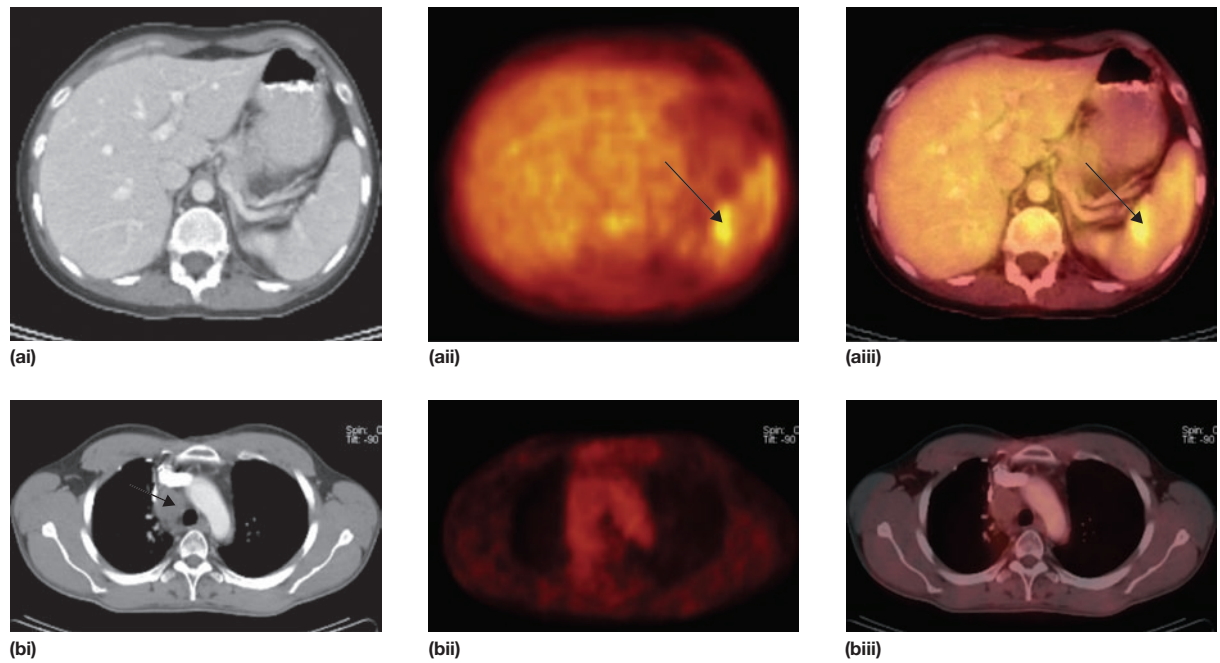 (ai)
(aii)
(aiii)
Spin: 0
Tilt: -90
Spin: 0
Tilt: -90
Spin: 0
Tilt: -90
(bi)
(bii)
(biii)